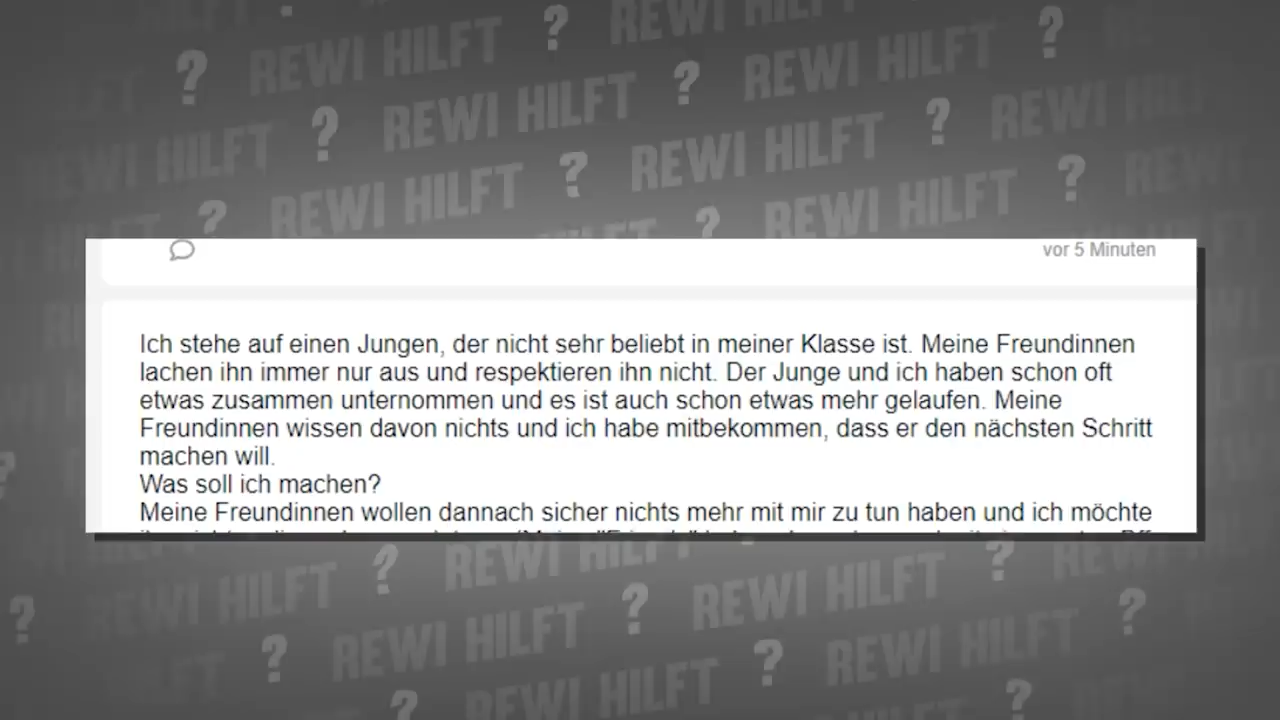 REWI HILFT ?
vor 5 Minuten
Ich stehe auf einen Jungen, der nicht sehr beliebt in meiner Klasse ist. Meine Freundinnen
lachen ihn immer nur aus und respektieren ihn nicht. Der Junge und ich haben schon oft
etwas zusammen unternommen und es ist auch schon etwas mehr gelaufen. Meine
Freundinnen wissen davon nichts und ich habe mitbekommen, dass er den nächsten Schritt
machen will.
Was soll ich machen?
Meine Freundinnen wollen dannach sicher nichts mehr mit mir zu tun haben und ich möchte